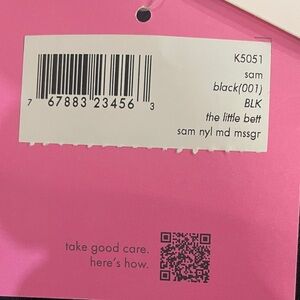 K5051
sam
black(001)
BLK
the little bett
sam nyl md mssgr
7 67883 23456 3
take good care.
here's how.